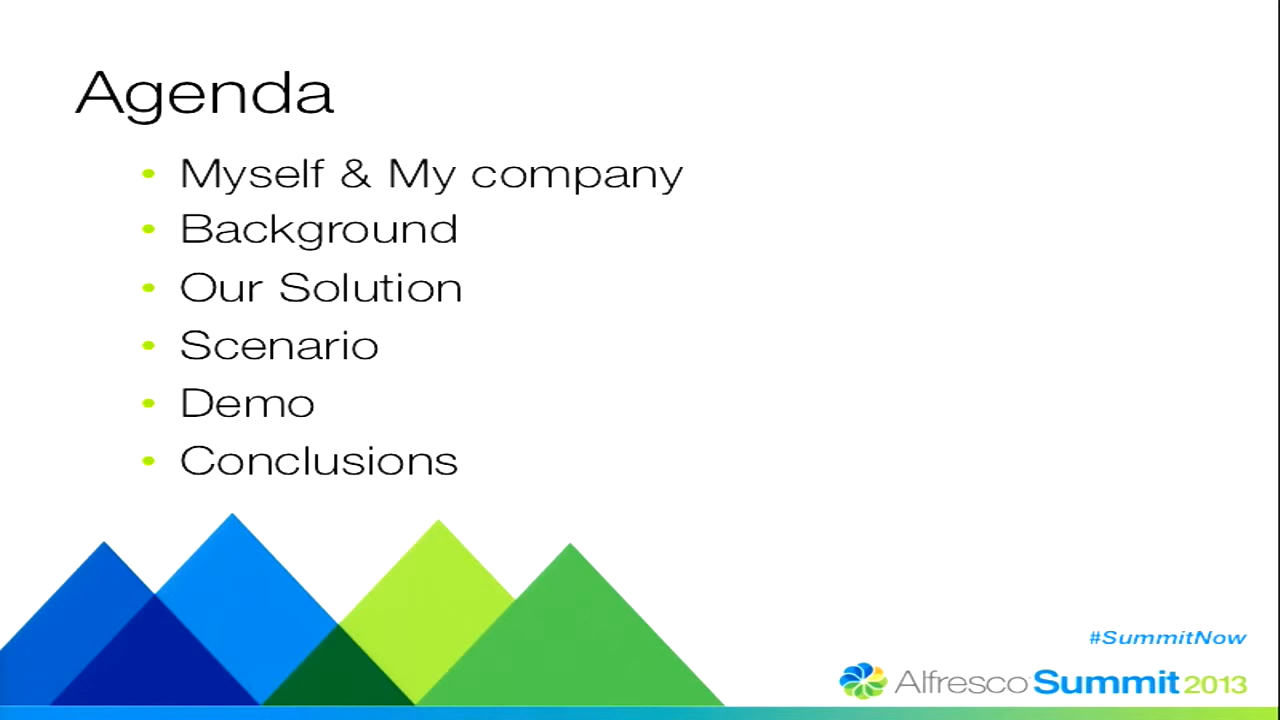 Agenda
• Myself & My company
• Background
• Our Solution
• Scenario
• Demo
• Conclusions
#SummitNow
Alfresco Summit 2013